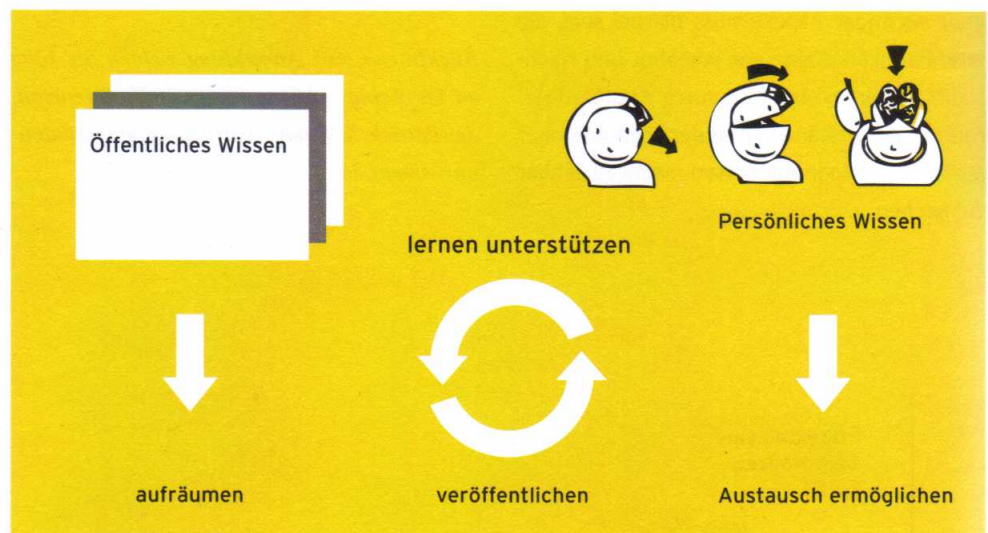 Öffentliches Wissen
Persönliches Wissen
lernen unterstützen
aufräumen
veröffentlichen
Austausch ermöglichen